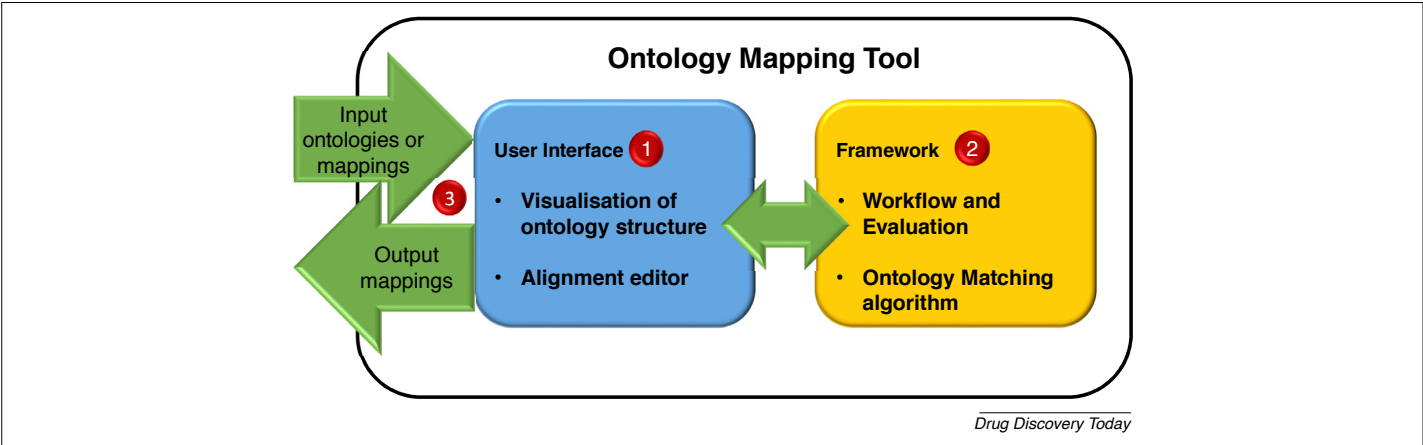 Ontology Mapping Tool
Input
ontologies or
mappings
3
Output
mappings
User Interface 1
• Visualisation of
ontology structure
• Alignment editor
Framework 2
• Workflow and
Evaluation
• Ontology Matching
algorithm
Drug Discovery Today